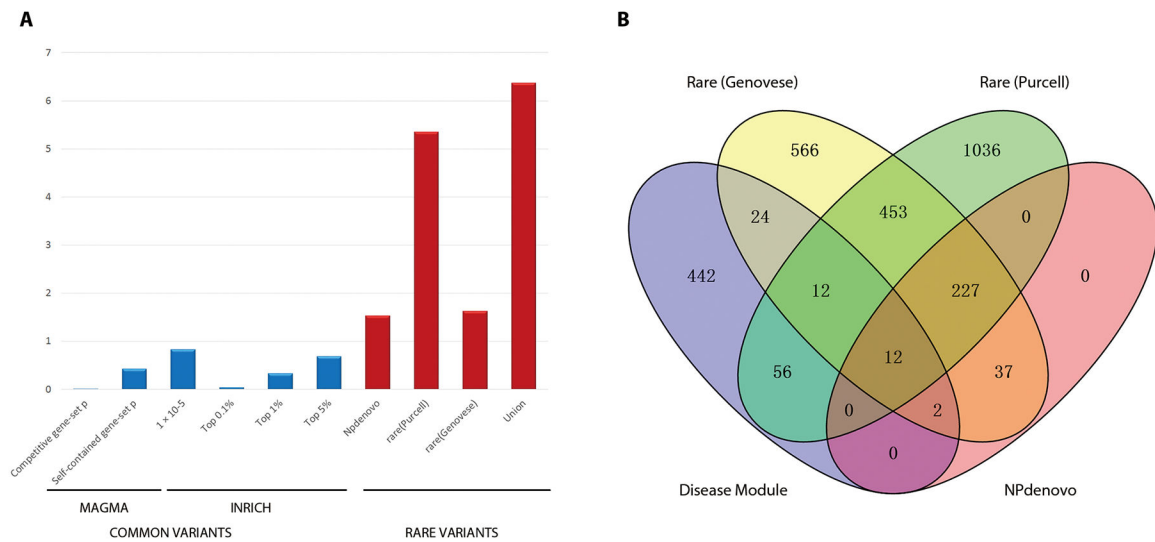 A
7
6
5
4
3
2
1
0
Competitive gene-set p
Self-contained gene-set p
1 × 10-5
Top 0.1%
Top 1%
Top 5%
Npdenovo
rare(Purcell)
rare(Genovese)
Union
MAGMA
INRICH
COMMON VARIANTS
RARE VARIANTS
B
Rare (Genovese)
Rare (Purcell)
566
1036
24
453
0
442
12
227
0
56
12
37
0
2
0
Disease Module
NPdenovo